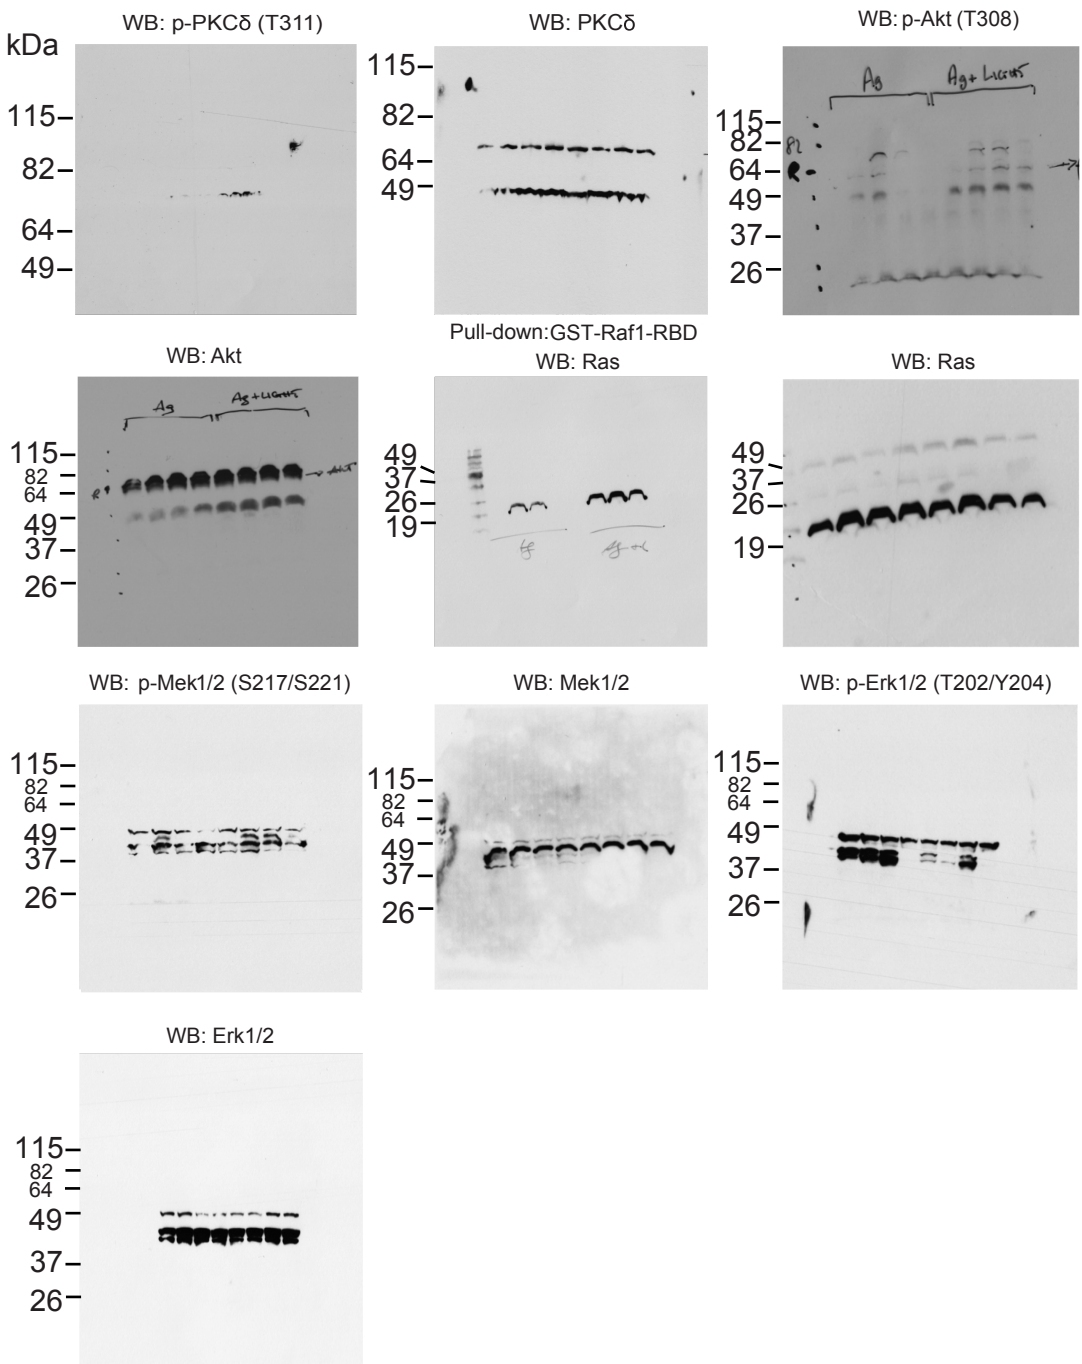 WB: p-PKCδ (T311)
kDa
115
82
64
49
WB: PKCδ
115
82
64
49
WB: p-Akt (T308)
Ag
Ag + LIGHTS
115
82
64
49
37
26
82
R
WB: Akt
Ag
Ag + LIGHTS
115
82
64
49
37
26
R
Pull-down:GST-Raf1-RBD
WB: Ras
49
37
26
19
WB: Ras
49
37
26
19
WB: p-Mek1/2 (S217/S221)
115
82
64
49
37
26
WB: Mek1/2
115
82
64
49
37
26
WB: p-Erk1/2 (T202/Y204)
115
82
64
49
37
26
WB: Erk1/2
115
82
64
49
37
26